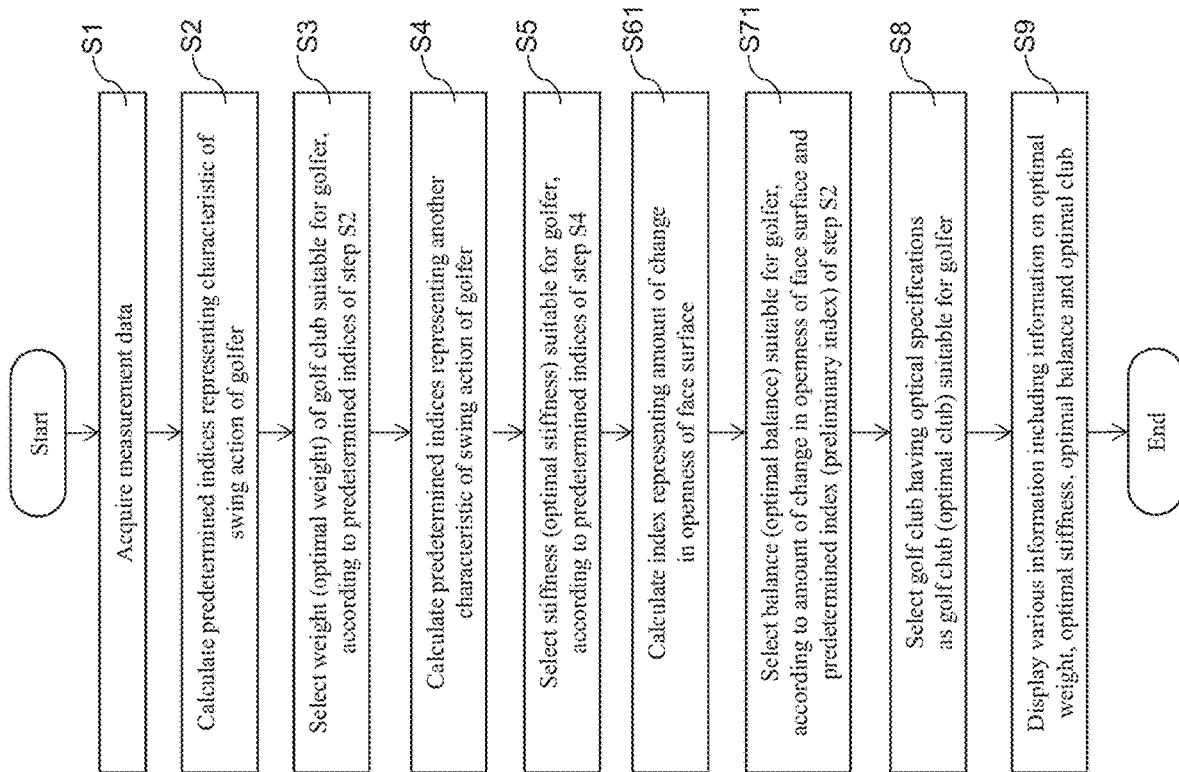 Start
Acquire measurement data
S1
Calculate predetermined indices representing characteristic of
swing action of golfer
S2
Select weight (optimal weight) of golf club suitable for golfer,
according to predetermined indices of step S2
S3
Calculate predetermined indices representing another
characteristic of swing action of golfer
S4
Select stiffness (optimal stiffness) suitable for golfer,
according to predetermined indices of step S4
S5
Calculate index representing amount of change
in openness of face surface
S61
Select balance (optimal balance) suitable for golfer,
according to amount of change in openness of face surface and
predetermined index (preliminary index) of step S2
S71
Select golf club having optical specifications
as golf club (optimal club) suitable for golfer
S8
Display various information including information on optimal
weight, optimal stiffness, optimal balance and optimal club
S9
End